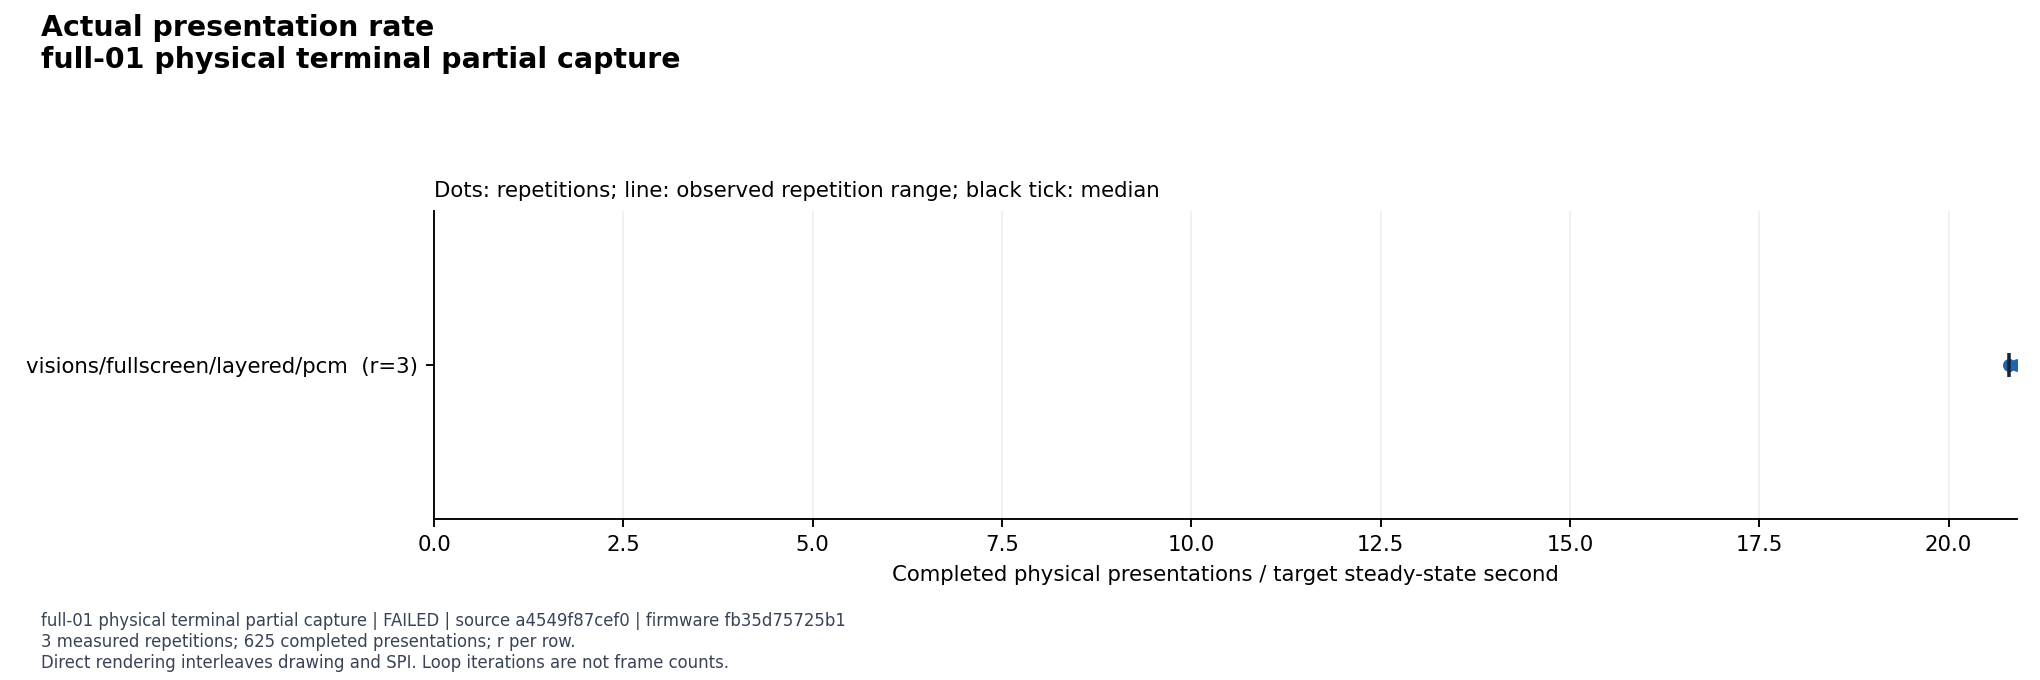 Actual presentation rate
full-01 physical terminal partial capture
Dots: repetitions; line: observed repetition range; black tick: median
visions/fullscreen/layered/pcm  (r=3)
0.0 2.5 5.0 7.5 10.0 12.5 15.0 17.5 20.0
Completed physical presentations / target steady-state second
full-01 physical terminal partial capture | FAILED | source a4549f87cef0 | firmware fb35d75725b1
3 measured repetitions; 625 completed presentations; r per row.
Direct rendering interleaves drawing and SPI. Loop iterations are not frame counts.